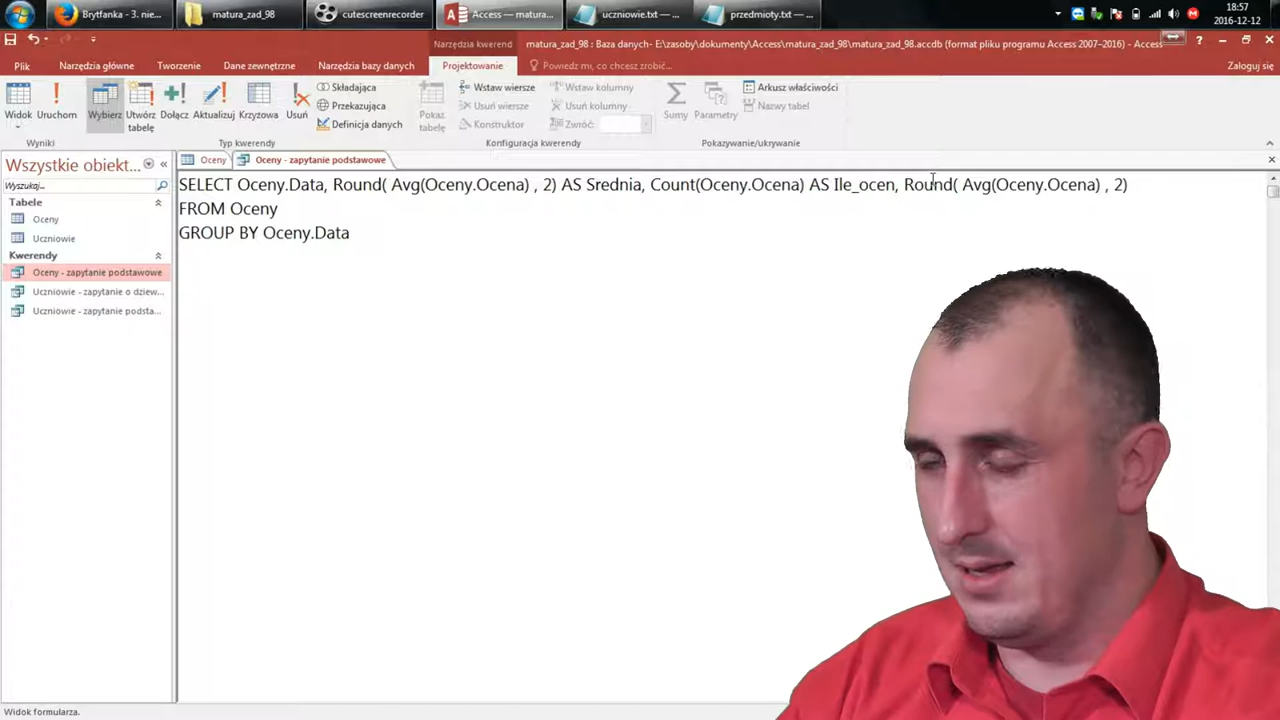 Brytfanka - 3. nie...
matura_zad_98
cutescreenrecorder
Access — matura...
uczniowie.txt — ...
przedmioty.txt — ...
18:57
2016-12-12
Narzędzia kwerend
matura_zad_98 : Baza danych- E:\zasoby\dokumenty\Access\matura_zad_98\matura_zad_98.accdb (format pliku programu Access 2007–2016) - Access
Plik
Narzędzia główne
Tworzenie
Dane zewnętrzne
Narzędzia bazy danych
Projektowanie
Powiedz mi, co chcesz zrobić...
Zaloguj się
Widok
Uruchom
Wybierz
Utwórz tabelę
Dołącz
Aktualizuj
Krzyżowa
Usuń
Składająca
Przekazująca
Definicja danych
Pokaż tabelę
Wstaw wiersze
Usuń wiersze
Konstruktor
Wstaw kolumny
Usuń kolumny
Zwróć:
Sumy
Parametry
Arkusz właściwości
Nazwy tabel
Wyniki
Typ kwerendy
Konfiguracja kwerendy
Pokazywanie/ukrywanie
Wszystkie obiekt...
Wyszukaj...
Tabele
Oceny
Uczniowie
Kwerendy
Oceny - zapytanie podstawowe
Uczniowie - zapytanie o dziew...
Uczniowie - zapytanie podsta...
Oceny
Oceny - zapytanie podstawowe
SELECT Oceny.Data, Round( Avg(Oceny.Ocena) , 2) AS Srednia, Count(Oceny.Ocena) AS Ile_ocen, Round( Avg(Oceny.Ocena) , 2)
FROM Oceny
GROUP BY Oceny.Data
Widok formularza.